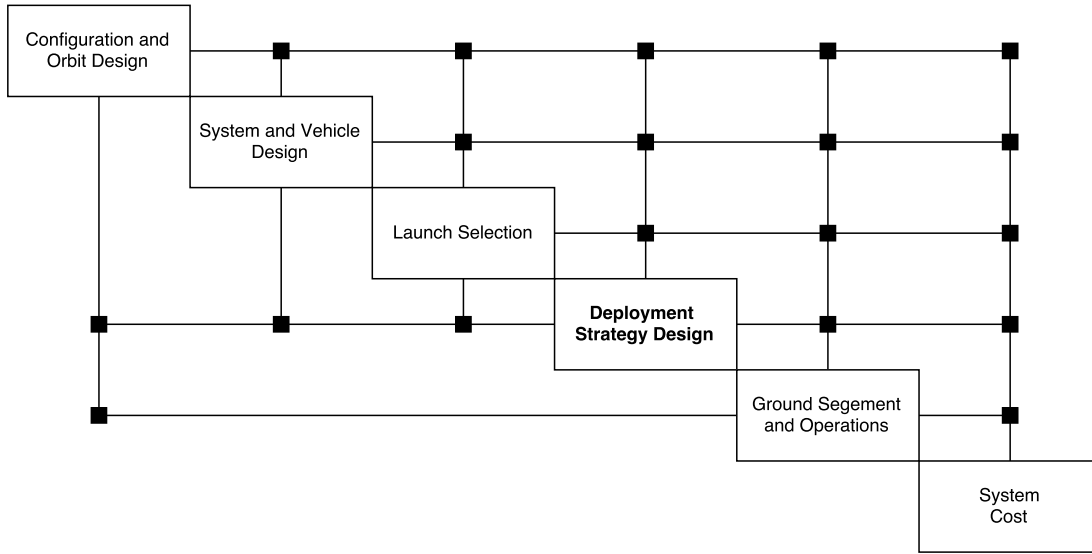 Configuration and
Orbit Design
System and Vehicle
Design
Launch Selection
Deployment
Strategy Design
Ground Segement
and Operations
System
Cost